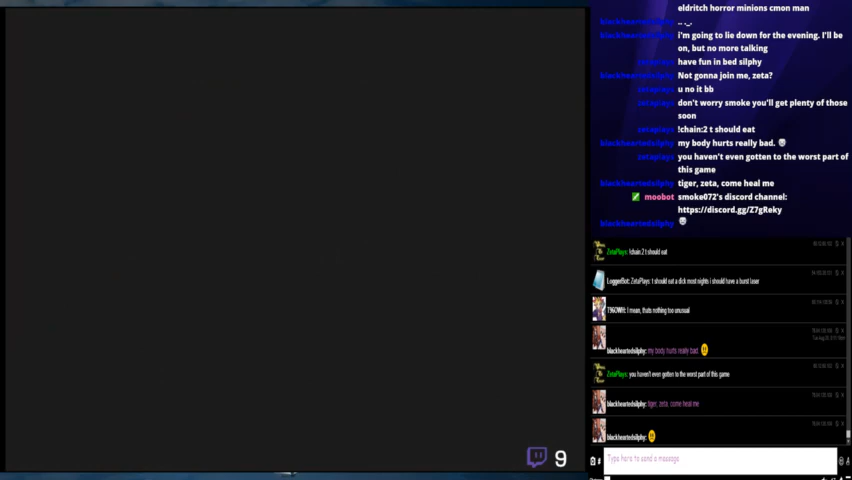 eldritch horror minions cmon man
blackheartedsilphy
blackheartedsilphy i'm going to lie down for the evening. I'll be
on, but no more talking
zetaplays have fun in bed silphy
blackheartedsilphy Not gonna join me, zeta?
zetaplays u no it bb
zetaplays don't worry smoke you'll get plenty of those
soon
zetaplays !chain:2 t should eat
blackheartedsilphy my body hurts really bad.
zetaplays you haven't even gotten to the worst part of
this game
blackheartedsilphy tiger, zeta, come heal me
moobot smoke072's discord channel:
https://discord.gg/Z7gReky
blackheartedsilphy
ZetaPlays: !chain:2 t should eat
LoggerBot: ZetaPlays: t should eat a dick most nights i should have a burst laser
I mean, thats nothing too unusual
blackheartedsilphy: my body hurts really bad.
ZetaPlays: you haven't even gotten to the worst part of this game
blackheartedsilphy: tiger, zeta, come heal me
blackheartedsilphy:
Type here to send a message
9